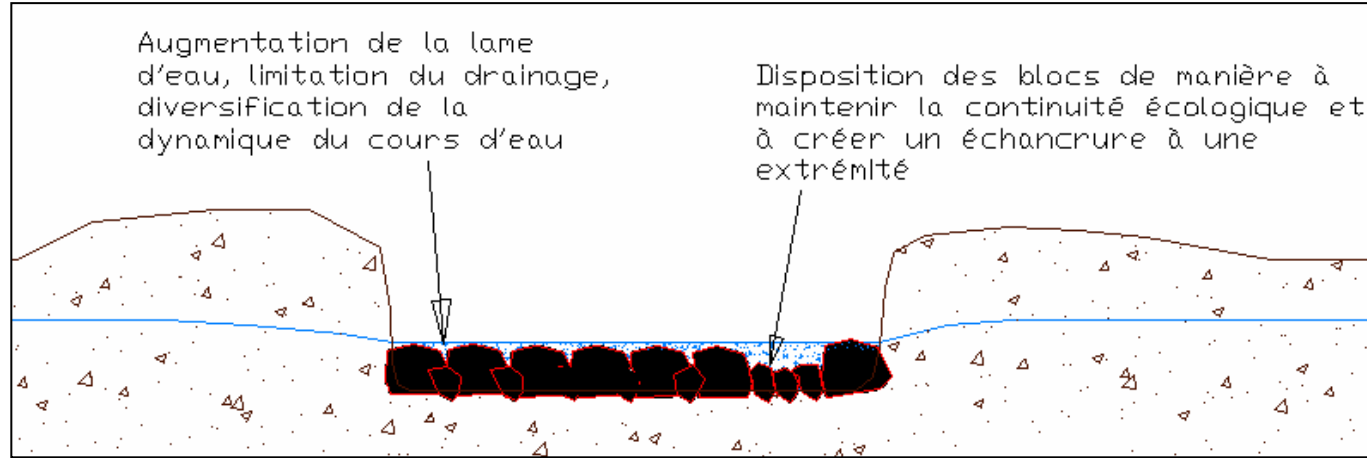 Augmentation de la lame
d'eau, limitation du drainage,
diversification de la
dynamique du cours d'eau
Disposition des blocs de manière à
maintenir la continuité écologique et
à créer un échancrure à une
extrémité